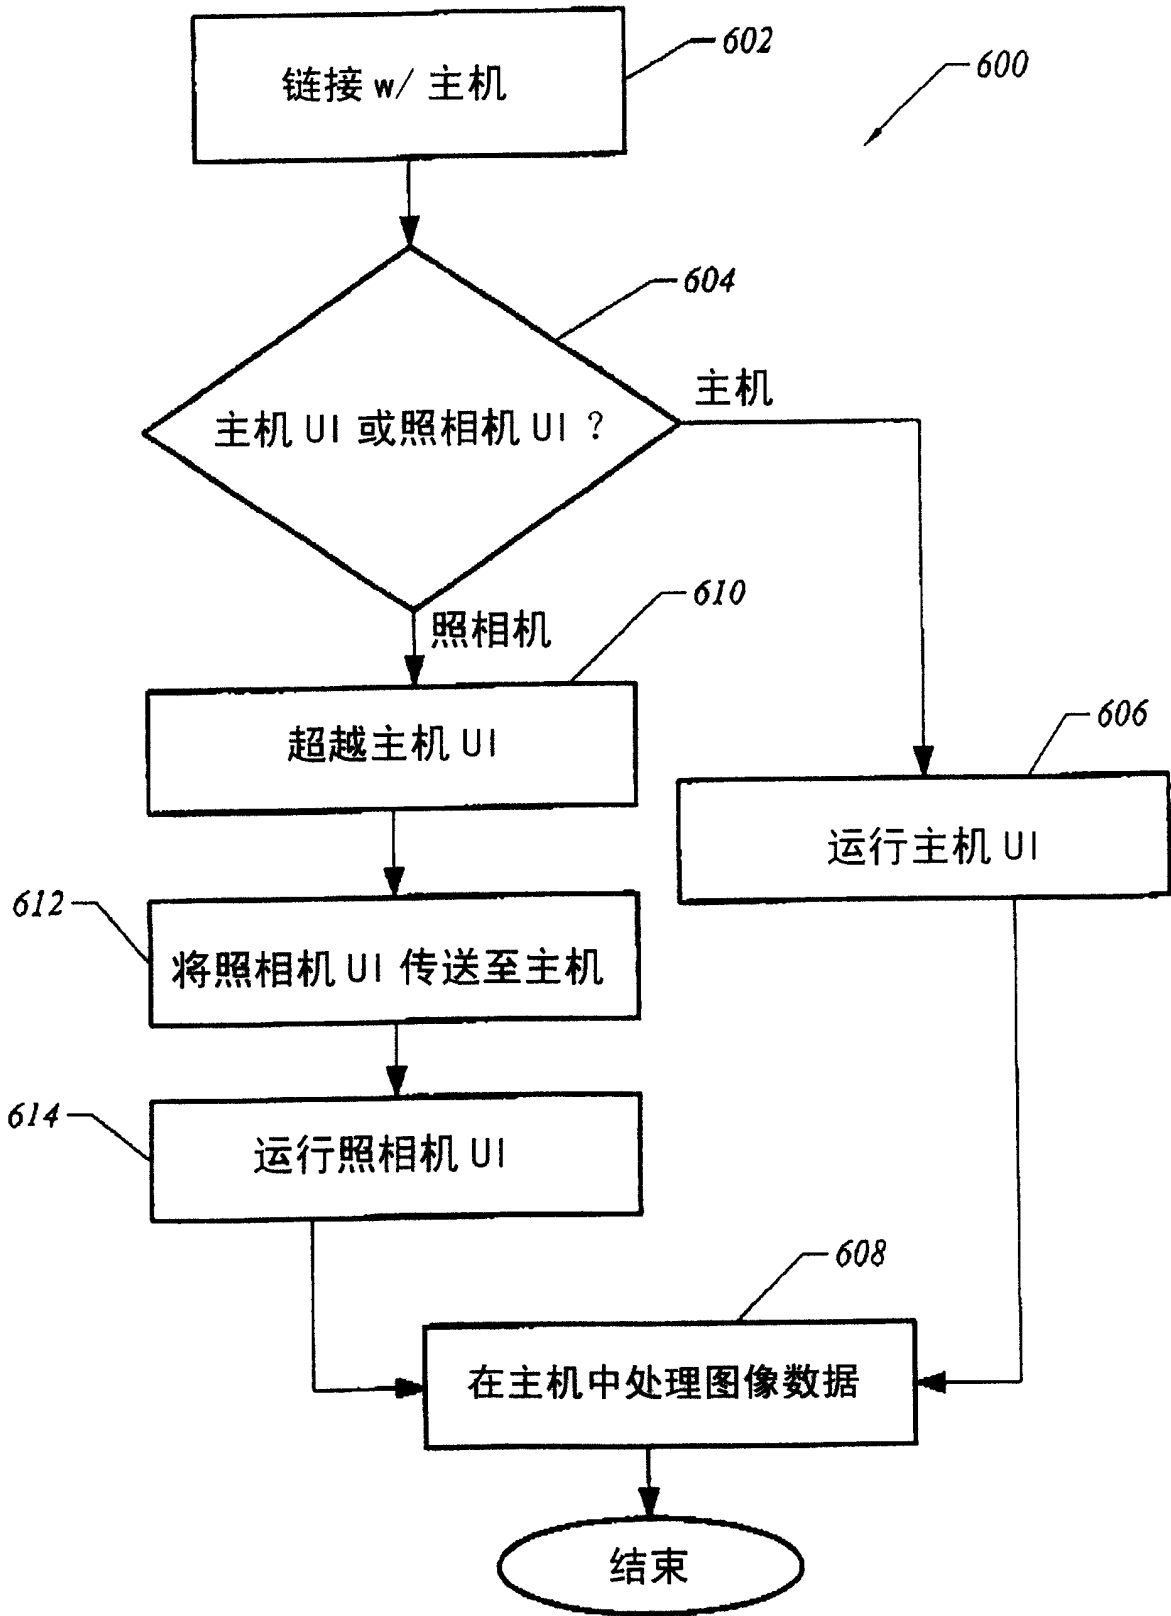 602
链接 w/ 主机
600
604
主机
主机 UI 或照相机 UI ?
610
照相机
超越主机 UI
606
运行主机 UI
612
将照相机 UI 传送至主机
614
运行照相机 UI
608
在主机中处理图像数据
结束